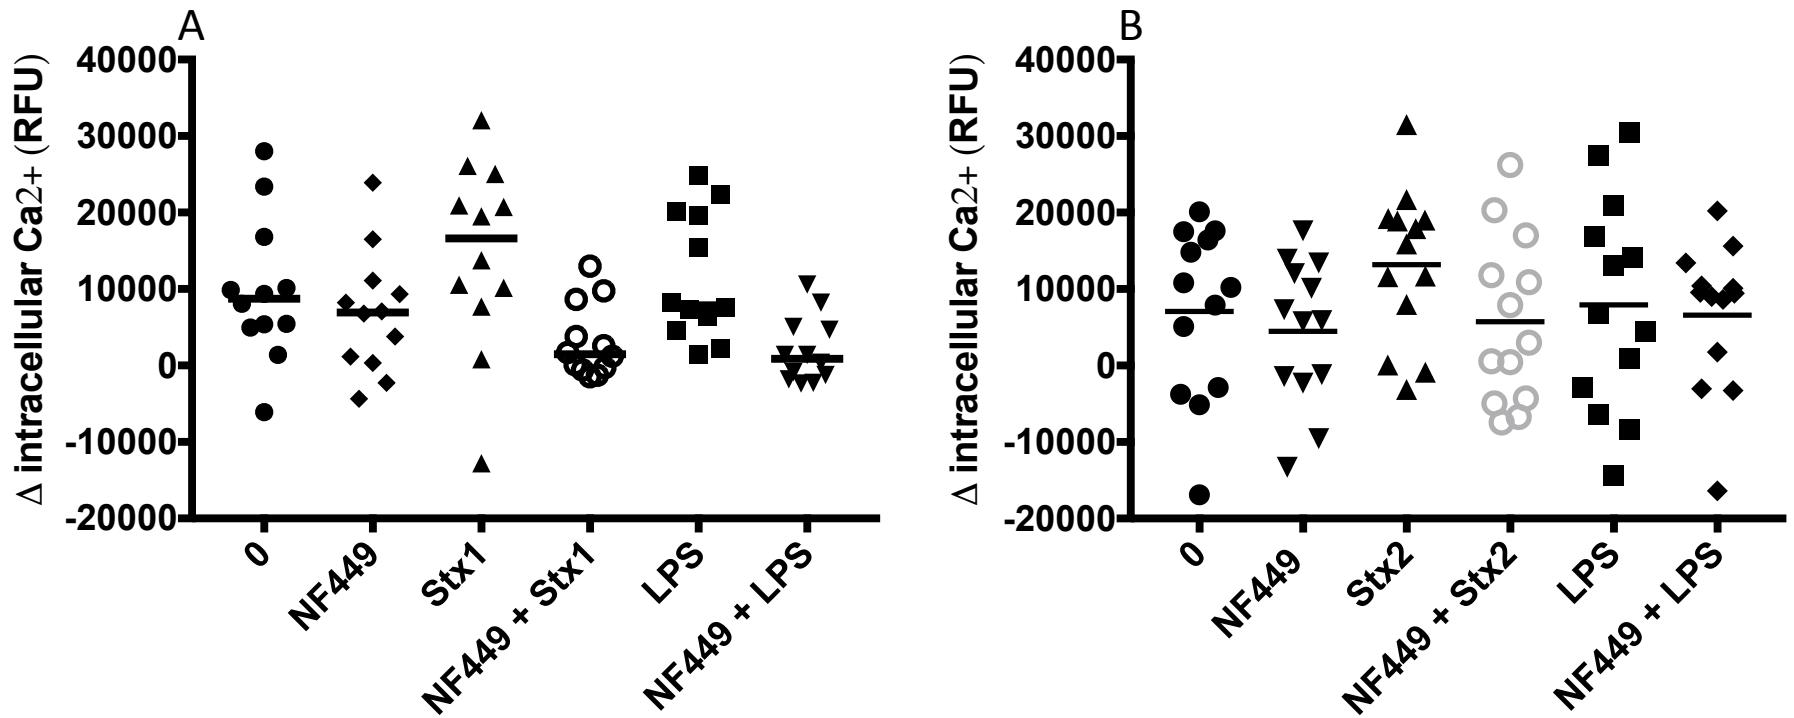 A
Δ intracellular Ca2+ (RFU)
40000
30000
20000
10000
0
-10000
-20000
0
NF449
Stx1
NF449 + Stx1
LPS
NF449 + LPS
B
Δ intracellular Ca2+ (RFU)
40000
30000
20000
10000
0
-10000
-20000
0
NF449
Stx2
NF449 + Stx2
LPS
NF449 + LPS